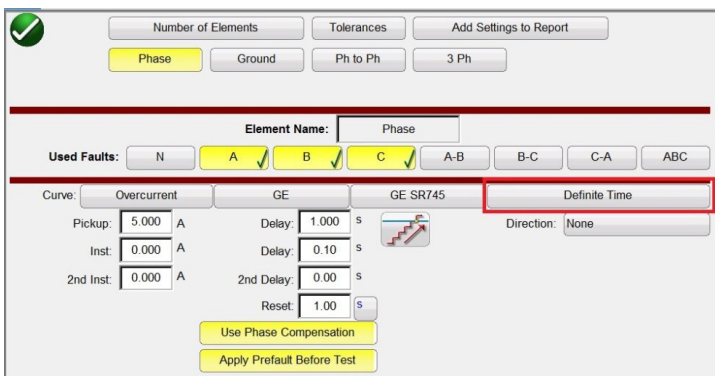 Number of Elements Tolerances Add Settings to Report
Phase Ground Ph to Ph 3 Ph
Element Name: Phase
Used Faults: N A B C A-B B-C C-A ABC
Curve: Overcurrent GE GE SR745 Definite Time
Pickup: 5.000 A Delay: 1.000 s Direction: None
Inst: 0.000 A Delay: 0.10 s
2nd Inst: 0.000 A 2nd Delay: 0.00 s
Reset: 1.00 s
Use Phase Compensation
Apply Prefault Before Test